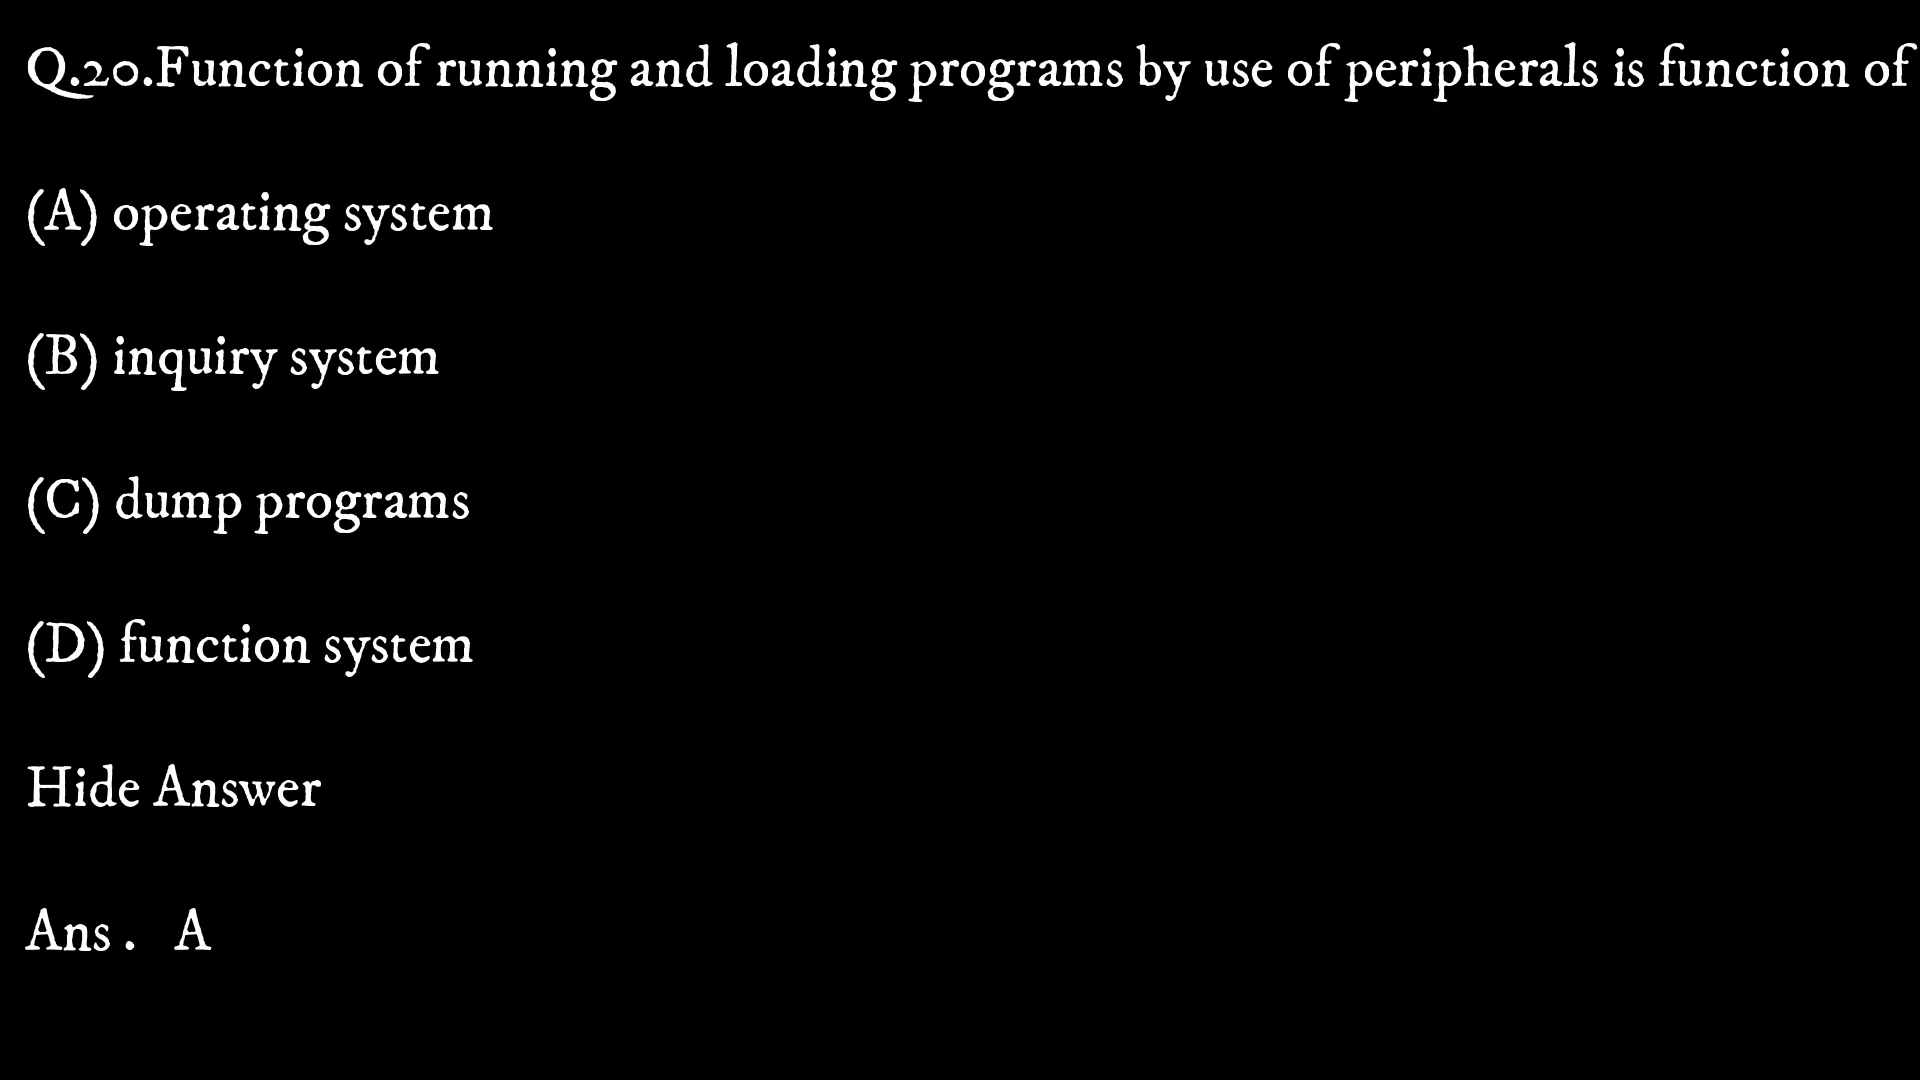 Q.20.Function of running and loading programs by use of peripherals is function of
(A) operating system
(B) inquiry system
(C) dump programs
(D) function system
Hide Answer
Ans .   A